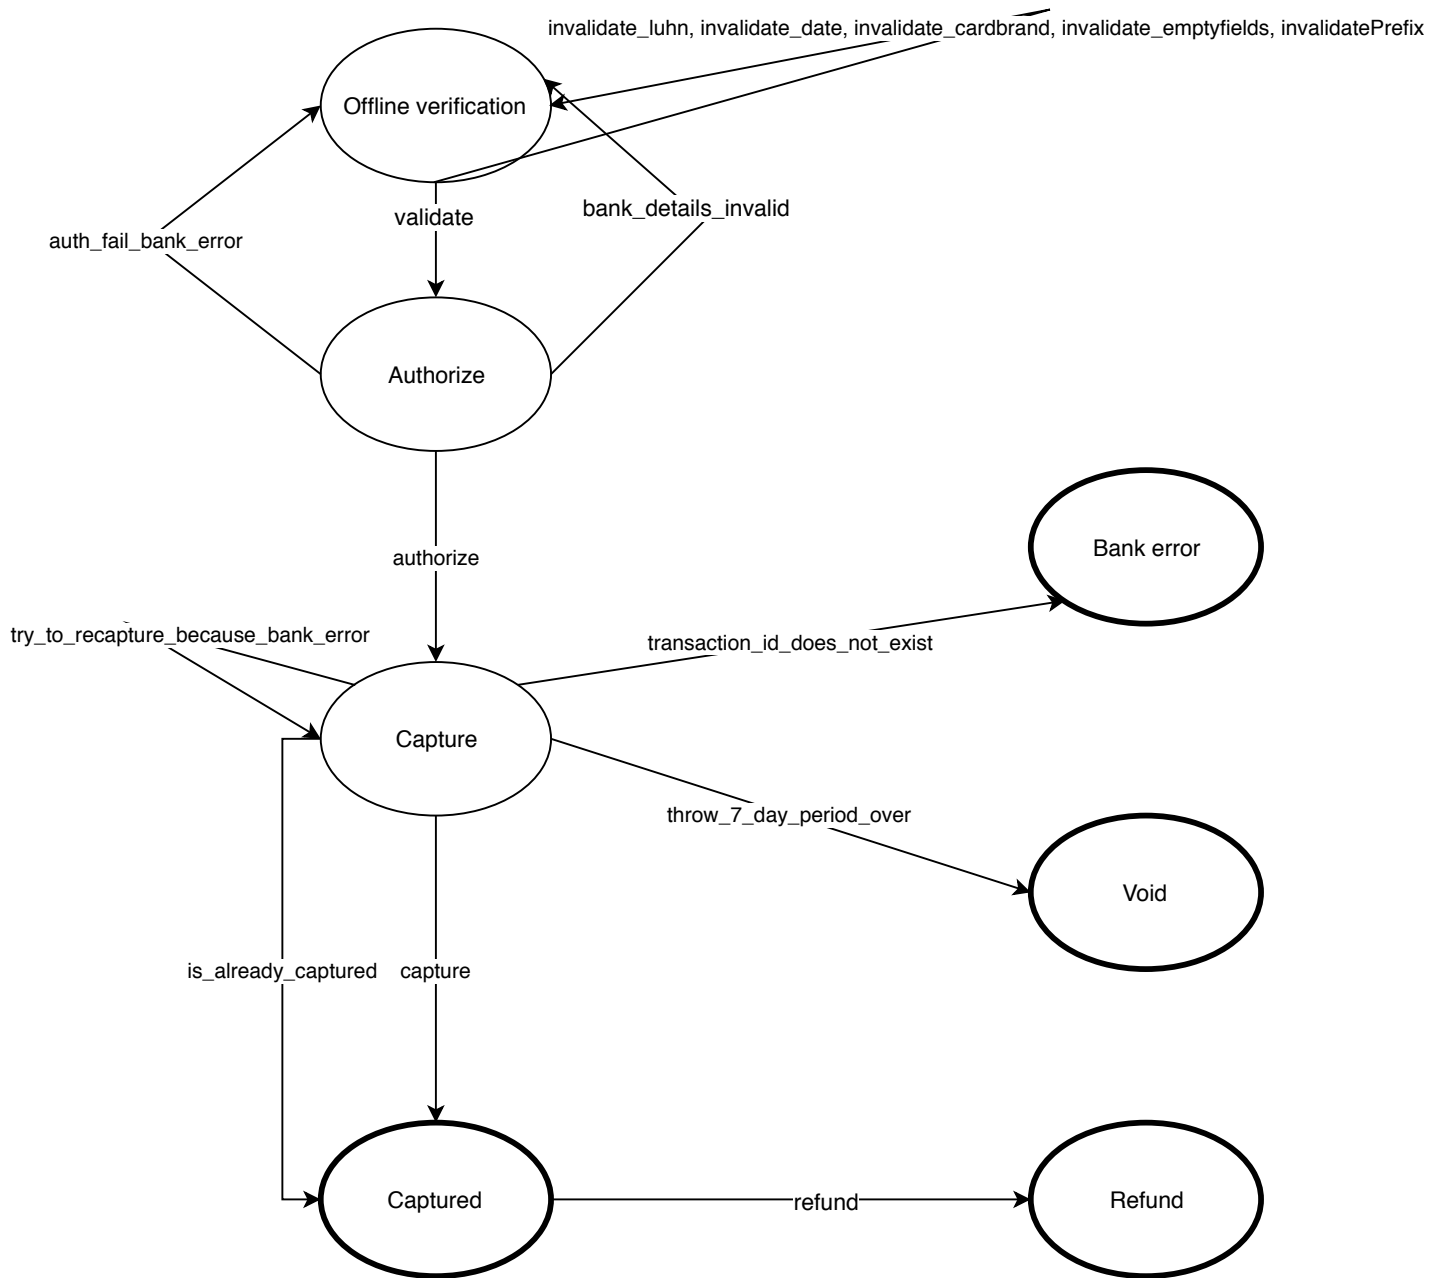 invalidate_luhn, invalidate_date, invalidate_cardbrand, invalidate_emptyfields, invalidatePrefix
Offline verification
validate
bank_details_invalid
auth_fail_bank_error
Authorize
authorize
Bank error
try_to_recapture_because_bank_error
transaction_id_does_not_exist
Capture
throw_7_day_period_over
Void
is_already_captured
capture
Captured
refund
Refund